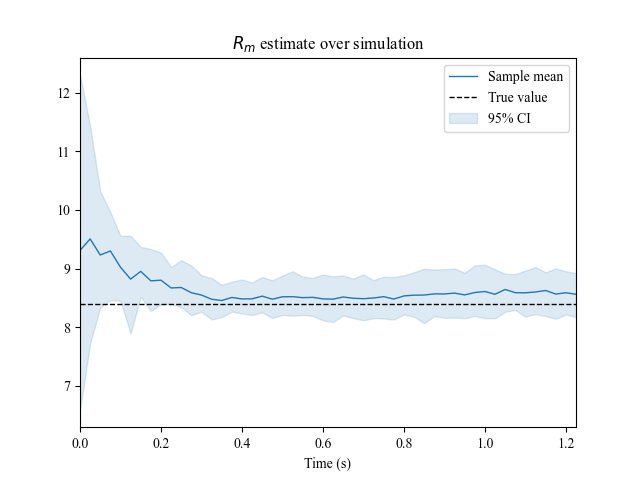 R_m estimate over simulation
Sample mean
True value
95% CI
12
11
10
9
8
7
0.0 0.2 0.4 0.6 0.8 1.0 1.2
Time (s)